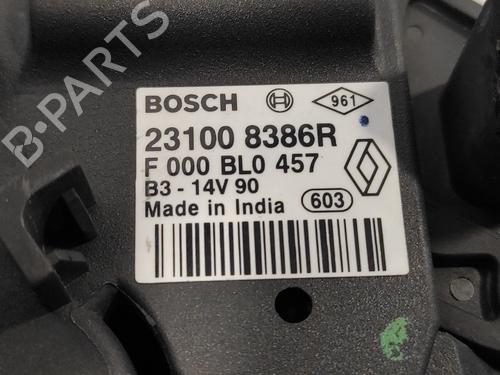 BOSCH 961
23100 8386R
F 000 BL0 457
B3 - 14V 90
Made in India 603
B-PARTS